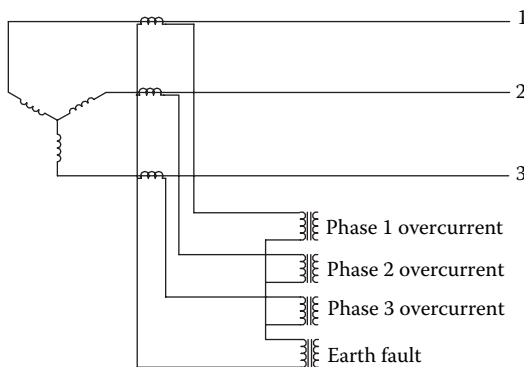 1
2
3
Phase 1 overcurrent
Phase 2 overcurrent
Phase 3 overcurrent
Earth fault